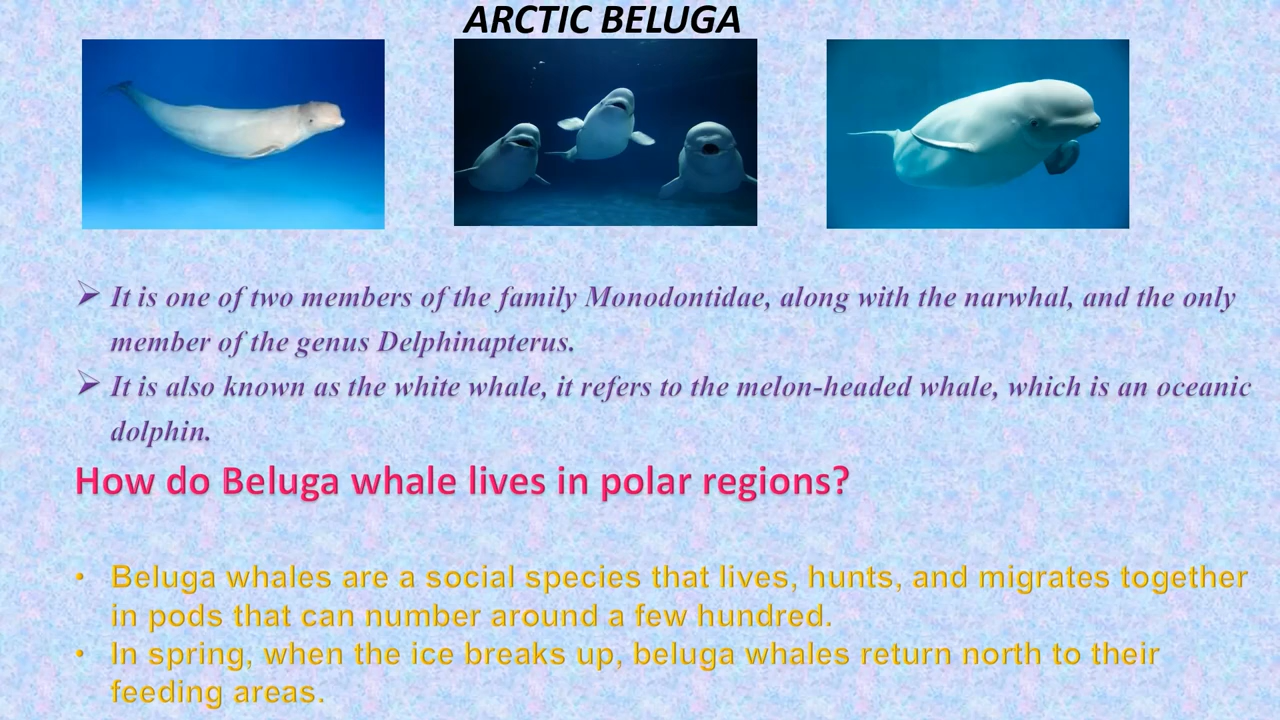 ARCTIC BELUGA
➢ It is one of two members of the family Monodontidae, along with the narwhal, and the only
member of the genus Delphinapterus.
➢ It is also known as the white whale, it refers to the melon-headed whale, which is an oceanic
dolphin.
How do Beluga whale lives in polar regions?
• Beluga whales are a social species that lives, hunts, and migrates together
in pods that can number around a few hundred.
• In spring, when the ice breaks up, beluga whales return north to their
feeding areas.